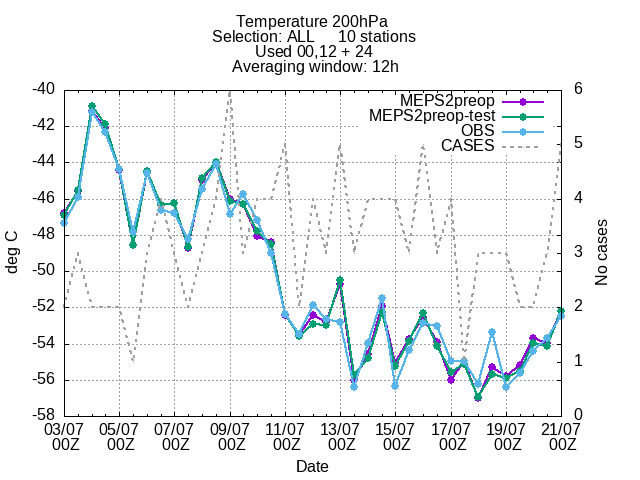 Temperature 200hPa
Selection: ALL 10 stations
Used 00,12 + 24
Averaging window: 12h
MEPS2preop
MEPS2preop-test
OBS
CASES
-40
-42
-44
-46
-48
-50
-52
-54
-56
-58
deg C
6
5
4
3
2
1
0
No cases
03/07 05/07 07/07 09/07 11/07 13/07 15/07 17/07 19/07 21/07
00Z 00Z 00Z 00Z 00Z 00Z 00Z 00Z 00Z 00Z
Date